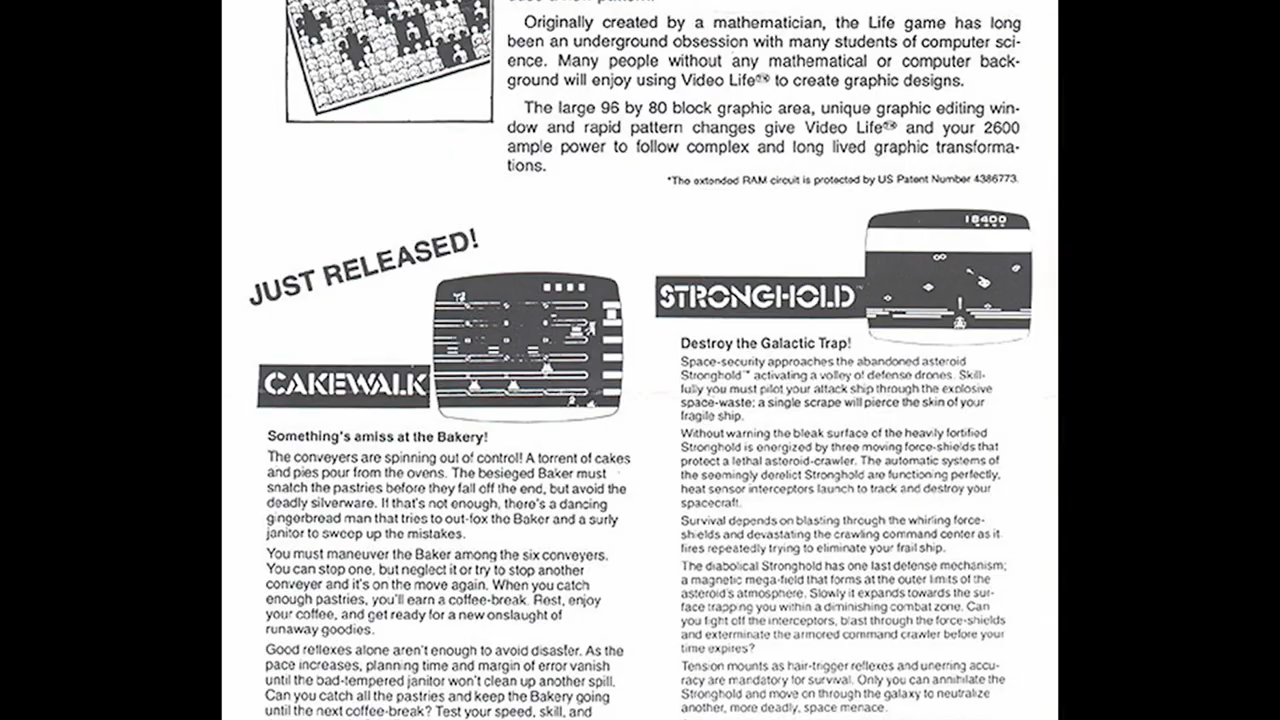 Originally created by a mathematician, the Life game has long
been an underground obsession with many students of computer sci-
ence. Many people without any mathematical or computer back-
ground will enjoy using Video Life™ to create graphic designs.
The large 96 by 80 block graphic area, unique graphic editing win-
dow and rapid pattern changes give Video Life™ and your 2600
ample power to follow complex and long lived graphic transforma-
tions.
*The extended RAM circuit is protected by US Patent Number 4386773.
JUST RELEASED!
CAKEWALK
Something's amiss at the Bakery!
The conveyers are spinning out of control! A torrent of cakes
and pies pour from the ovens. The besieged Baker must
snatch the pastries before they fall off the end, but avoid the
deadly silverware. If that's not enough, there's a dancing
gingerbread man that tries to out-fox the Baker and a surly
janitor to sweep up the mistakes.
You must maneuver the Baker among the six conveyers.
You can stop one, but neglect it or try to stop another
conveyer and it's on the move again. When you catch
enough pastries, you'll earn a coffee-break. Rest, enjoy
your coffee, and get ready for a new onslaught of
runaway goodies.
Good reflexes alone aren't enough to avoid disaster. As the
pace increases, planning time and margin of error vanish
until the bad-tempered janitor won't clean up another spill.
Can you catch all the pastries and keep the Bakery going
until the next coffee-break? Test your speed, skill, and
18400
STRONGHOLD
Destroy the Galactic Trap!
Space-security approaches the abandoned asteroid
Stronghold™ activating a volley of defense drones. Skill-
fully you must pilot your attack ship through the explosive
space-waste; a single scrape will pierce the skin of your
fragile ship.
Without warning the bleak surface of the heavily fortified
Stronghold is energized by three moving force-shields that
protect a lethal asteroid-crawler. The automatic systems of
the seemingly derelict Stronghold are functioning perfectly,
heat sensor interceptors launch to track and destroy your
spacecraft.
Survival depends on blasting through the whirling force-
shields and devastating the crawling command center as it
fires repeatedly trying to eliminate your frail ship.
The diabolical Stronghold has one last defense mechanism;
a magnetic mega-field that forms at the outer limits of the
asteroid's atmosphere. Slowly it expands towards the sur-
face trapping you within a diminishing combat zone. Can
you fight off the interceptors, blast through the force-shields
and exterminate the armored command crawler before your
time expires?
Tension mounts as hair-trigger reflexes and unerring accu-
racy are mandatory for survival. Only you can annihilate the
Stronghold and move on through the galaxy to neutralize
another, more deadly, space menace.